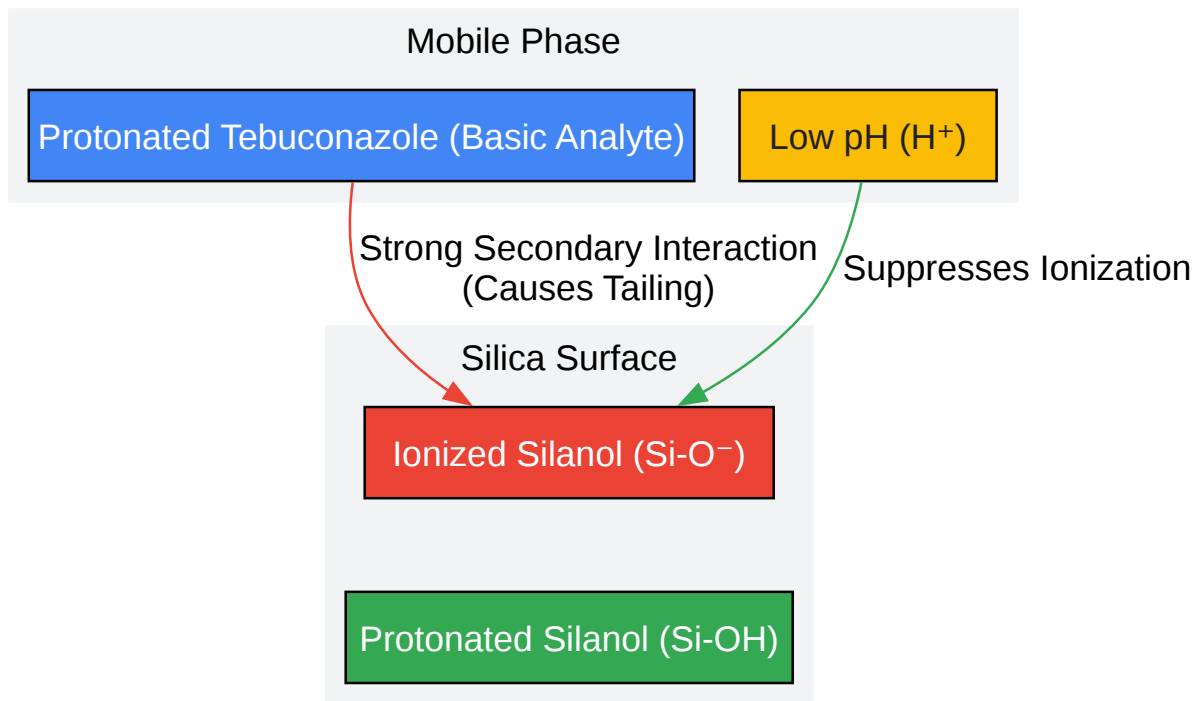 Mobile Phase
Protonated Tebuconazole (Basic Analyte)
Low pH (H⁺)
Strong Secondary Interaction
(Causes Tailing)
Suppresses Ionization
Silica Surface
Ionized Silanol (Si-O⁻)
Protonated Silanol (Si-OH)